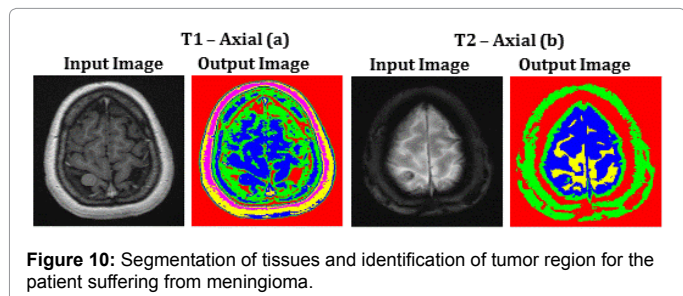 T1 – Axial (a) T2 – Axial (b)
Input Image Output Image Input Image Output Image
Figure 10: Segmentation of tissues and identification of tumor region for the
patient suffering from meningioma.